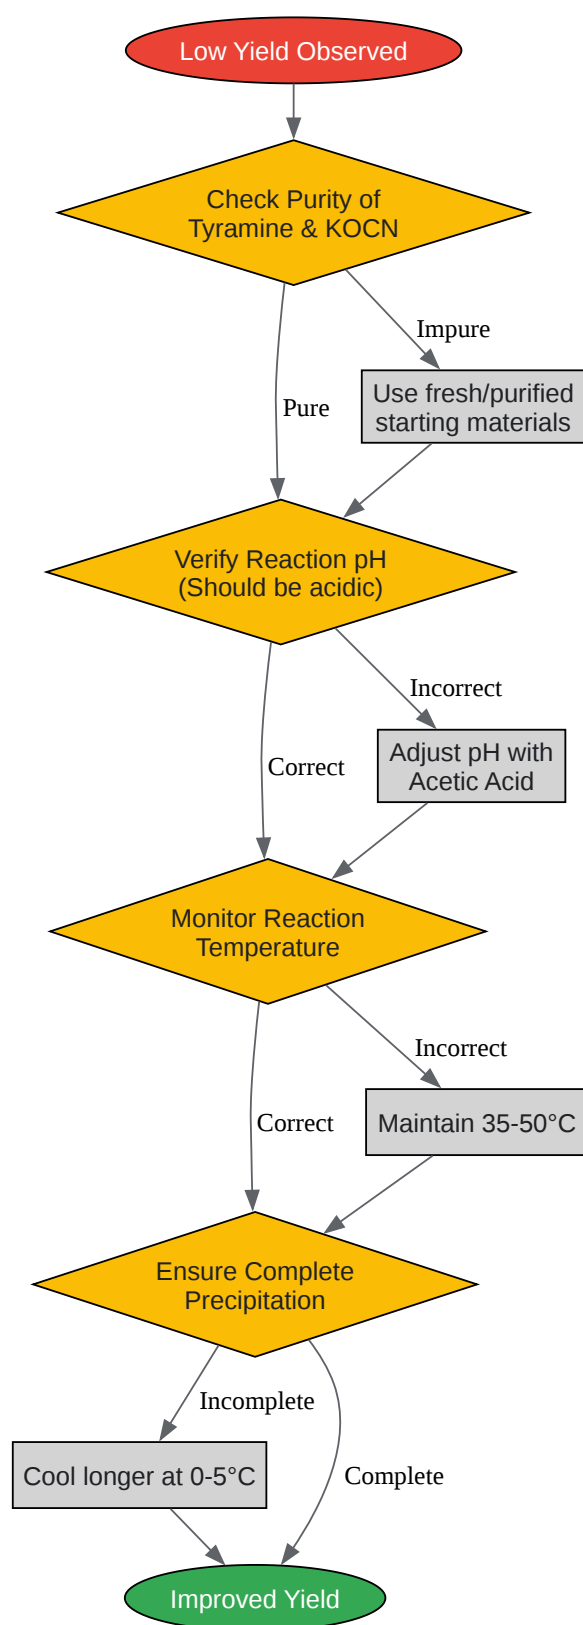 Low Yield Observed
Check Purity of
Tyramine & KOCN
Impure
Use fresh/purified
starting materials
Pure
Verify Reaction pH
(Should be acidic)
Incorrect
Adjust pH with
Acetic Acid
Correct
Monitor Reaction
Temperature
Incorrect
Maintain 35-50°C
Correct
Ensure Complete
Precipitation
Incomplete
Cool longer at 0-5°C
Complete
Improved Yield